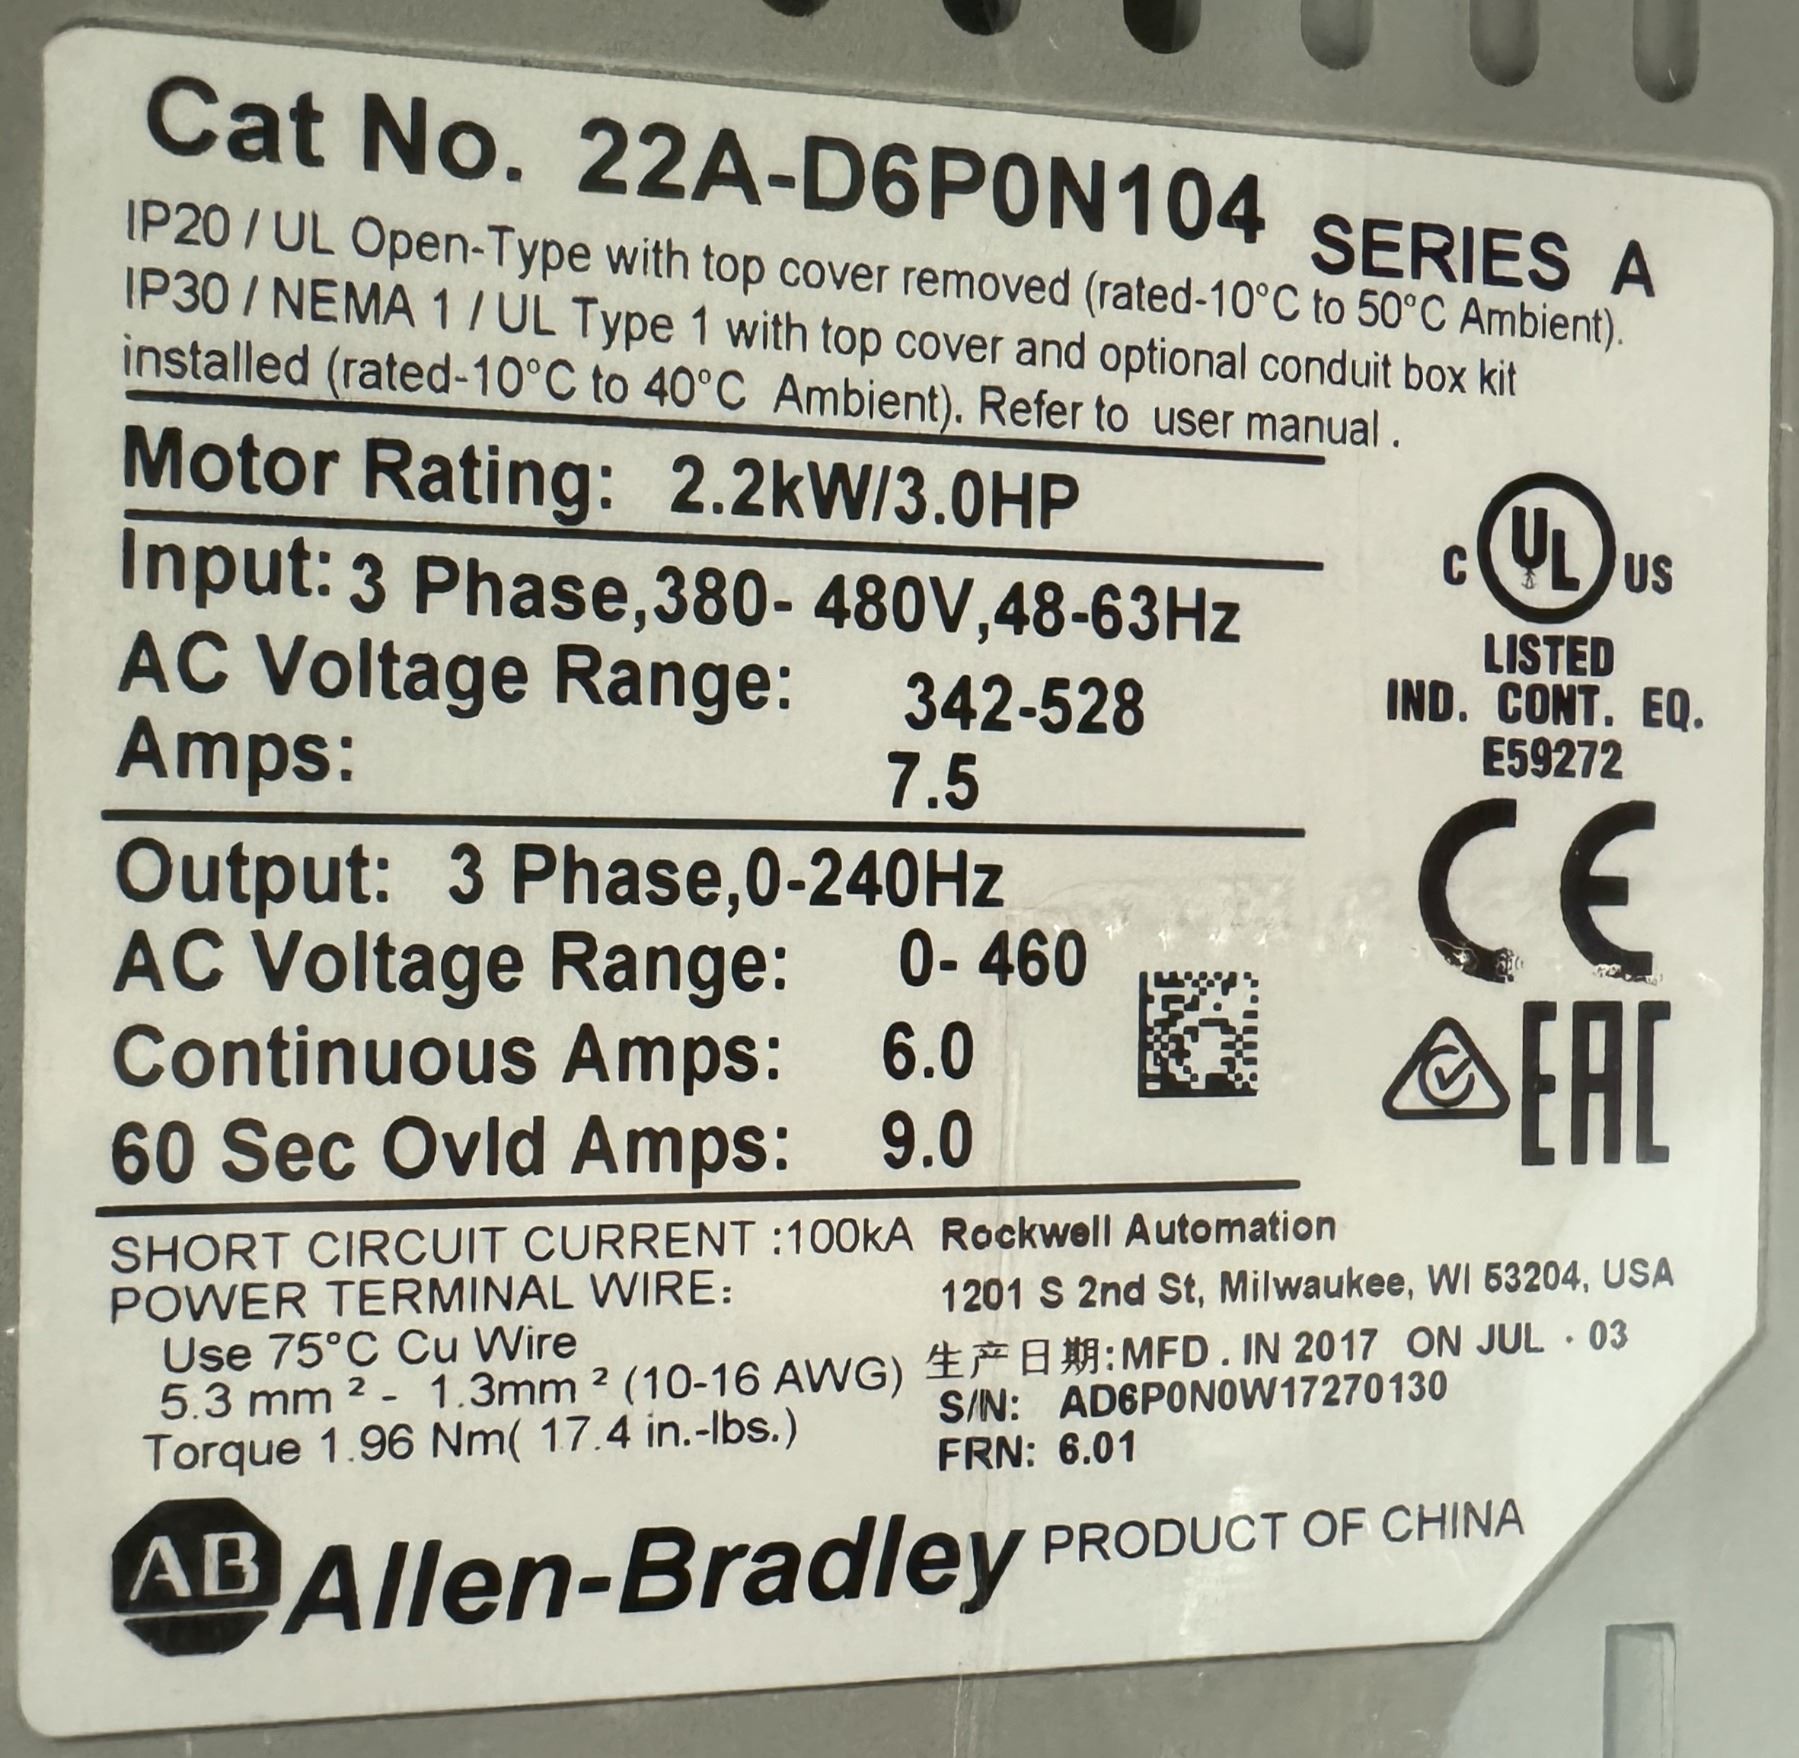 Cat No. 22A-D6P0N104 SERIES A
IP20 / UL Open-Type with top cover removed (rated-10°C to 50°C Ambient).
IP30 / NEMA 1 / UL Type 1 with top cover and optional conduit box kit
installed (rated-10°C to 40°C Ambient). Refer to user manual .
Motor Rating: 2.2kW/3.0HP
Input: 3 Phase,380- 480V,48-63Hz
AC Voltage Range: 342-528
Amps: 7.5
C UL US
LISTED
IND. CONT. EQ.
E59272
CE
EAC
Output: 3 Phase,0-240Hz
AC Voltage Range: 0- 460
Continuous Amps: 6.0
60 Sec Ovld Amps: 9.0
SHORT CIRCUIT CURRENT :100kA
POWER TERMINAL WIRE:
Use 75°C Cu Wire
5.3 mm ² - 1.3mm ² (10-16 AWG)
Torque 1.96 Nm( 17.4 in.-lbs.)
Rockwell Automation
1201 S 2nd St, Milwaukee, WI 53204, USA
生产日期:MFD . IN 2017 ON JUL · 03
S/N: AD6P0N0W17270130
FRN: 6.01
AB Allen-Bradley PRODUCT OF CHINA